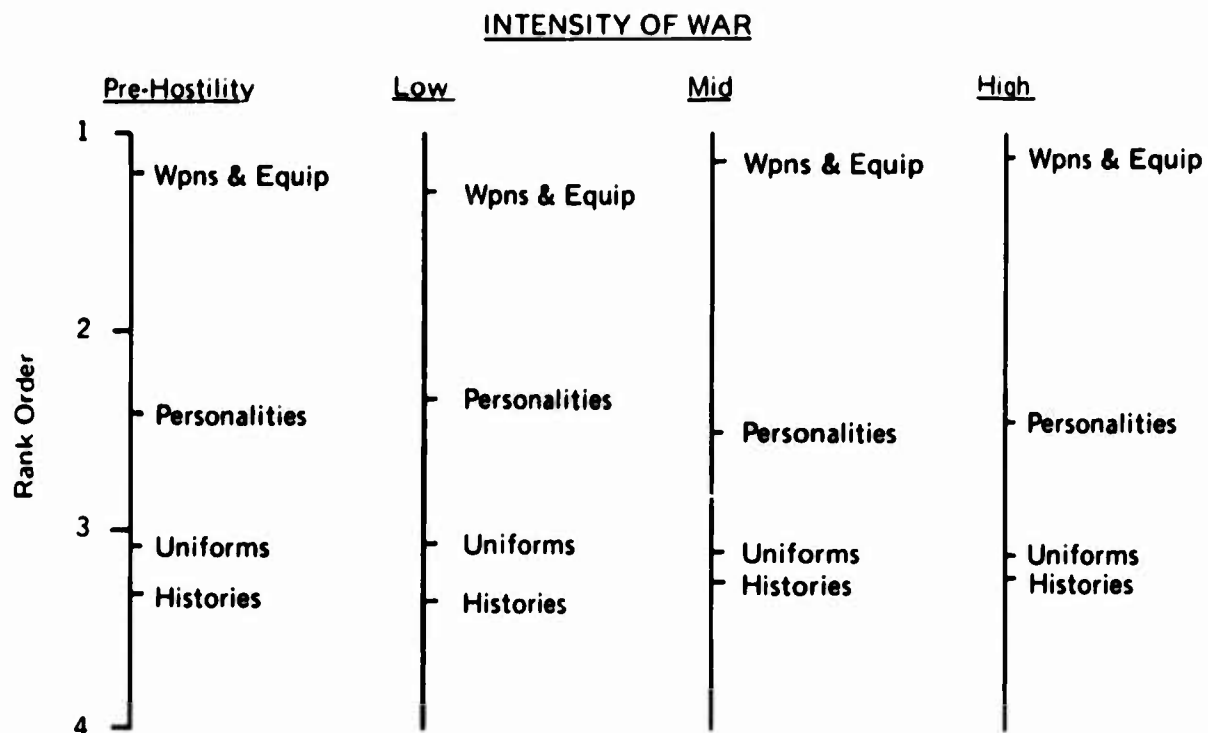 INTENSITY OF WAR
Pre-Hostility Low Mid High
1
Wpns & Equip Wpns & Equip Wpns & Equip Wpns & Equip
2
Rank Order
Personalities Personalities Personalities Personalities
3
Uniforms Uniforms Uniforms Uniforms
Histories Histories Histories Histories
4